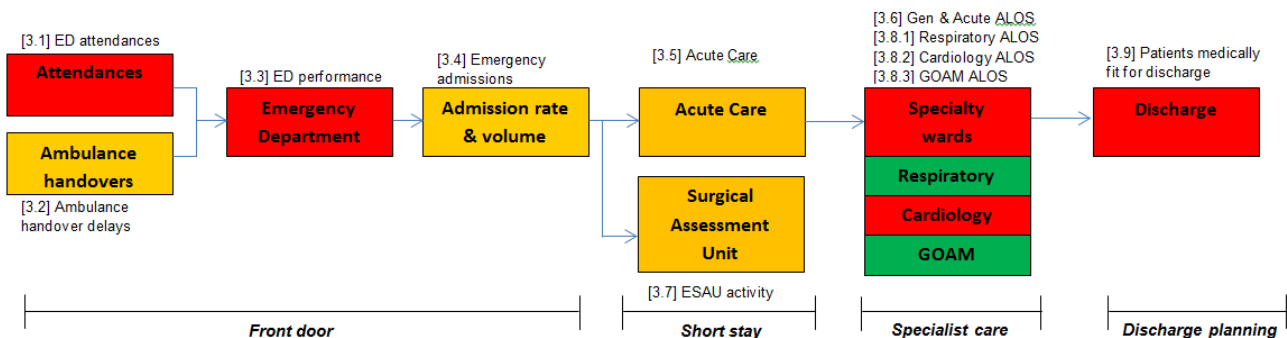 [3.1] ED attendances
Attendances
Ambulance
handovers
[3.2] Ambulance
handover delays
[3.3] ED performance
Emergency
Department
[3.4] Emergency
admissions
Admission rate
& volume
[3.5] Acute Care
Acute Care
Surgical
Assessment
Unit
[3.7] ESAU activity
[3.6] Gen & Acute ALOS
[3.8.1] Respiratory ALOS
[3.8.2] Cardiology ALOS
[3.8.3] GOAM ALOS
Specialty
wards
Respiratory
Cardiology
GOAM
[3.9] Patients medically
fit for discharge
Discharge
Front door
Short stay
Specialist care
Discharge planning